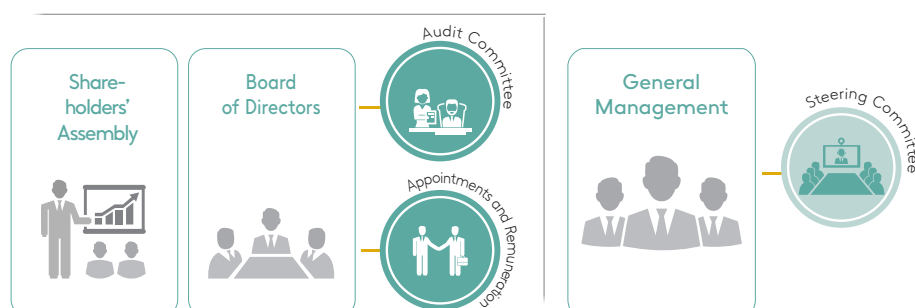 Share-
holders'
Assembly
Board
of Directors
Audit Committee
Appointments and Remuneration
General
Management
Steering Committee